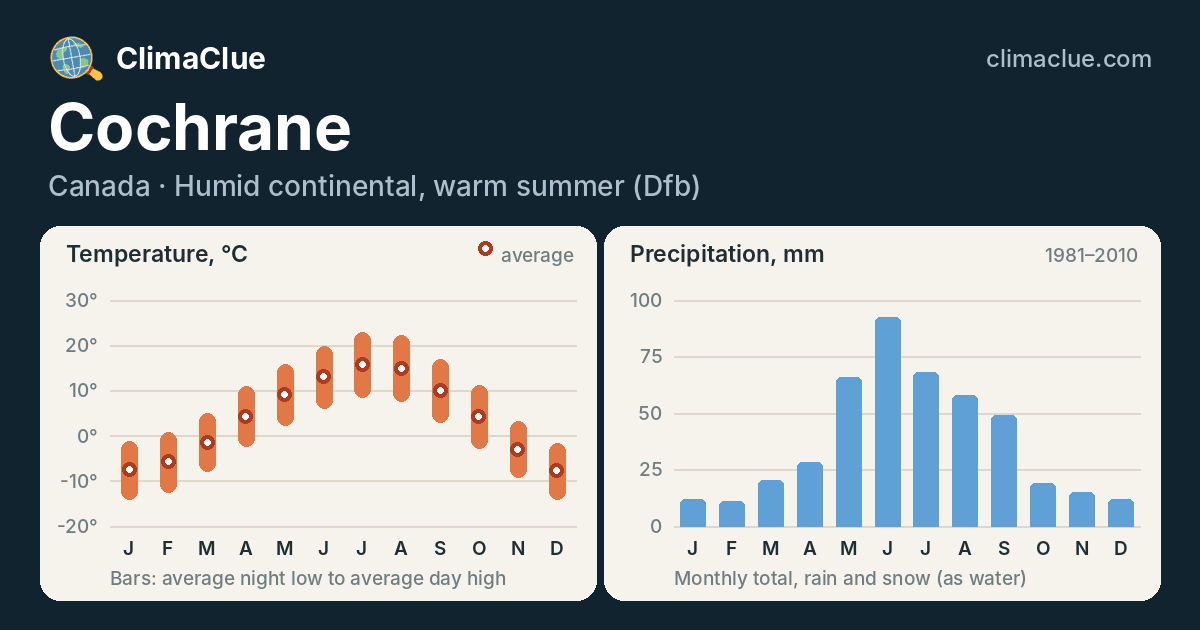 ClimaClue
climaclue.com
Cochrane
Canada · Humid continental, warm summer (Dfb)
Temperature, °C
average
30°
20°
10°
0°
-10°
-20°
J F M A M J J A S O N D
Bars: average night low to average day high
Precipitation, mm
1981–2010
100
75
50
25
0
J F M A M J J A S O N D
Monthly total, rain and snow (as water)